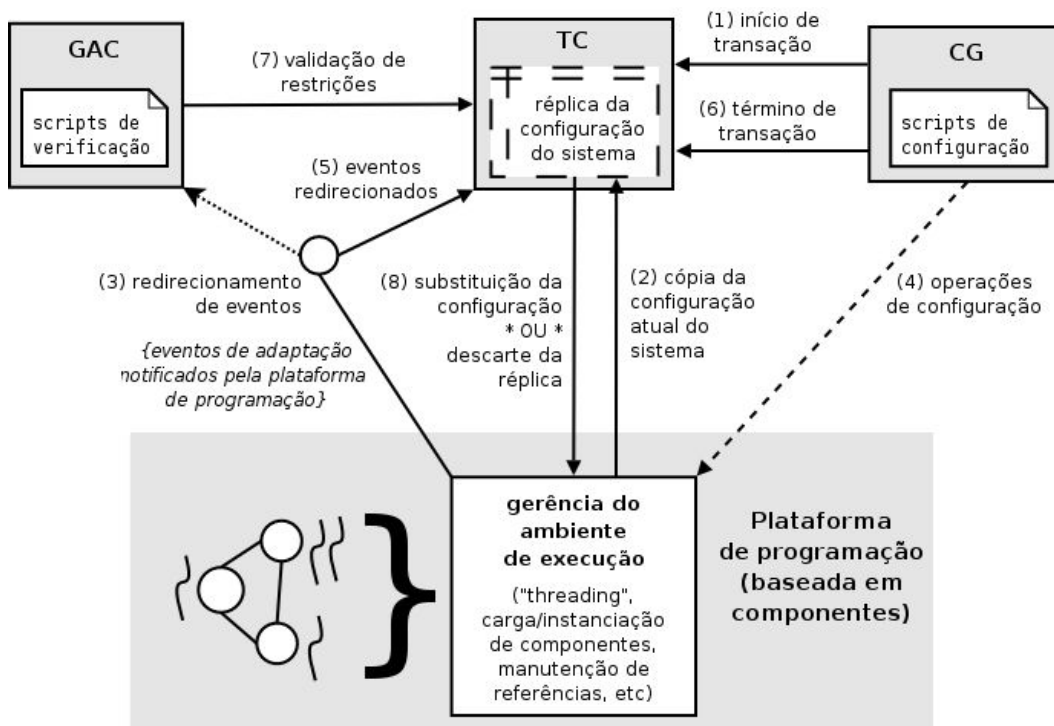 GAC
scripts de
verificação
(7) validação de
restrições
TC
réplica da
configuração
do sistema
(1) início de
transação
(6) término de
transação
CG
scripts de
configuração
(5) eventos
redirecionados
(3) redirecionamento
de eventos
{eventos de adaptação
notificados pela plataforma
de programação}
(8) substituição da
configuração
* OU *
descarte da
réplica
(2) cópia da
configuração
atual do
sistema
(4) operações
de configuração
gerência do
ambiente
de execução
("threading",
carga/instanciação
de componentes,
manutenção de
referências, etc)
Plataforma
de programação
(baseada em
componentes)